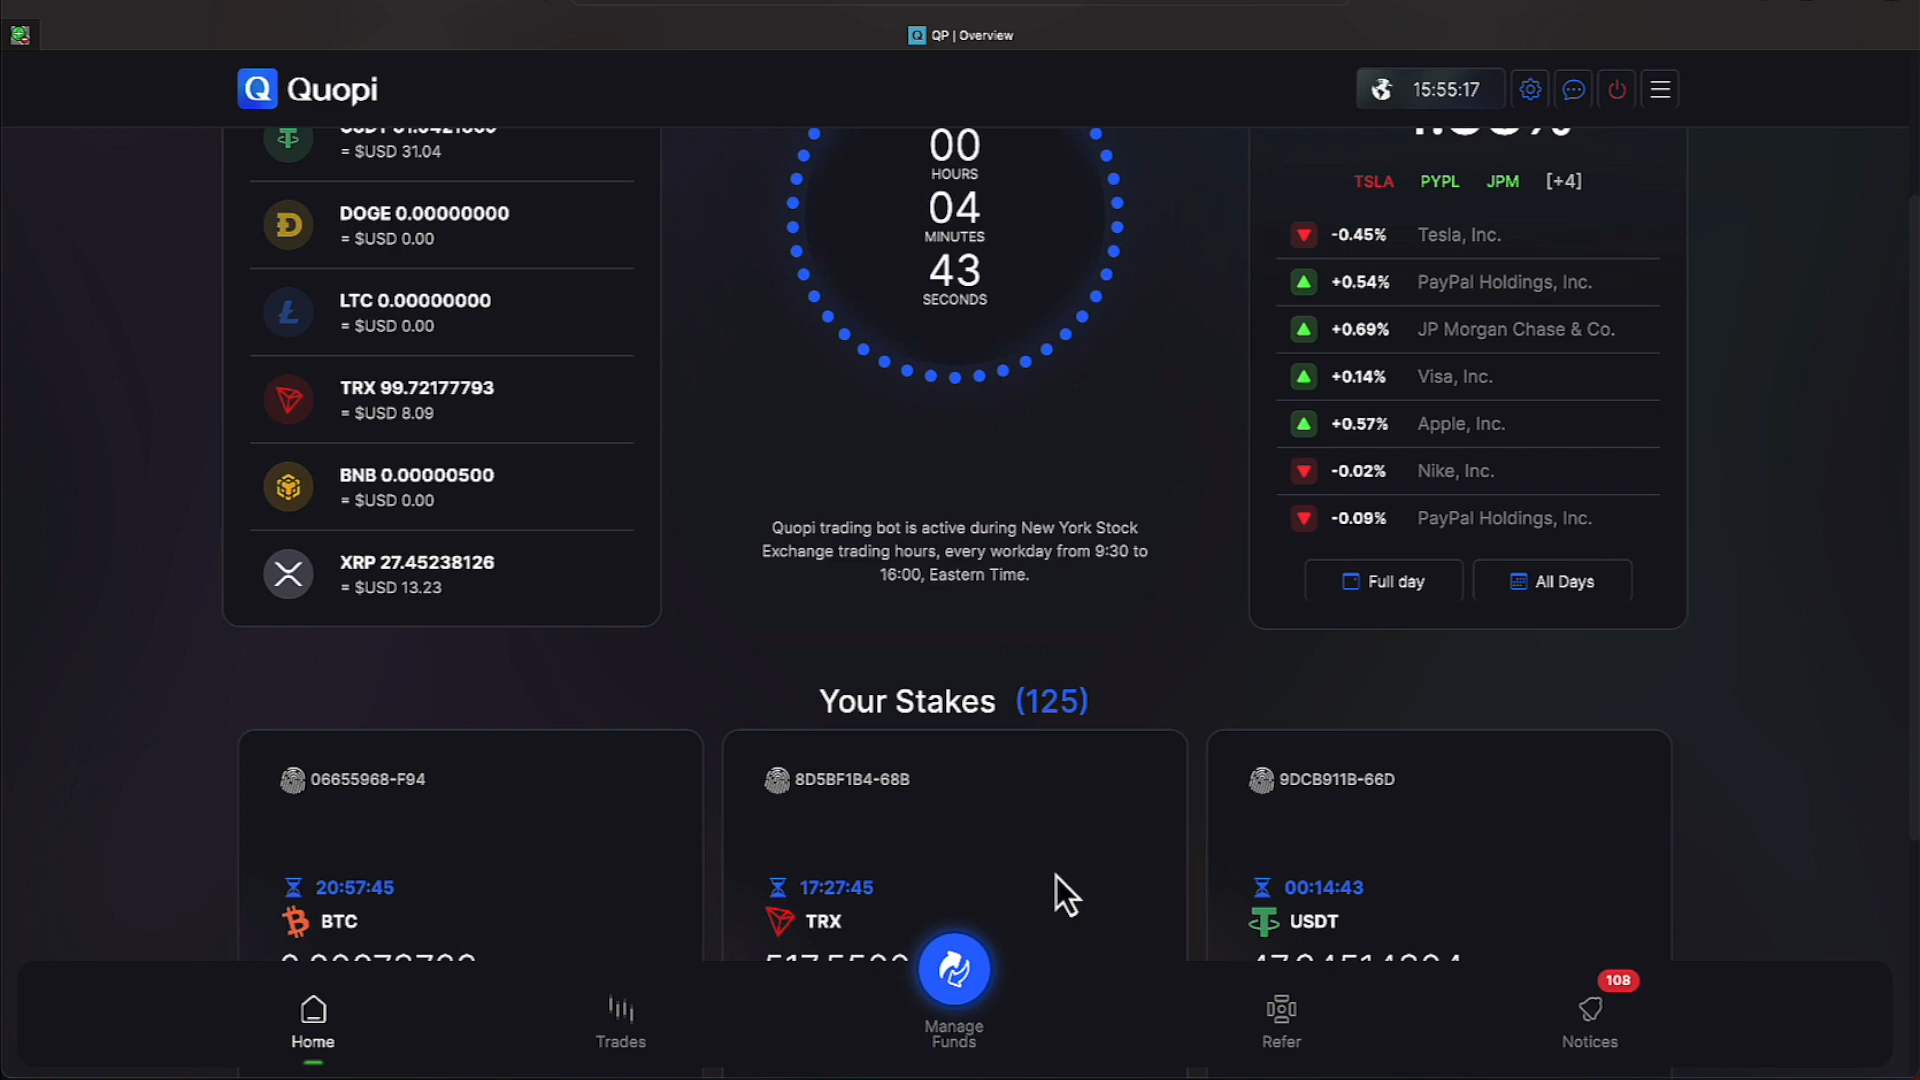 QP | Overview
Quopi
15:55:17
= $USD 31.04
DOGE 0.00000000
= $USD 0.00
LTC 0.00000000
= $USD 0.00
TRX 99.72177793
= $USD 8.09
BNB 0.00000500
= $USD 0.00
XRP 27.45238126
= $USD 13.23
00
HOURS
04
MINUTES
43
SECONDS
Quopi trading bot is active during New York Stock
Exchange trading hours, every workday from 9:30 to
16:00, Eastern Time.
TSLA PYPL JPM [+4]
-0.45% Tesla, Inc.
+0.54% PayPal Holdings, Inc.
+0.69% JP Morgan Chase & Co.
+0.14% Visa, Inc.
+0.57% Apple, Inc.
-0.02% Nike, Inc.
-0.09% PayPal Holdings, Inc.
Full day
All Days
Your Stakes (125)
06655968-F94
20:57:45
BTC
8D5BF1B4-68B
17:27:45
TRX
9DCB911B-66D
00:14:43
USDT
Home
Trades
Manage
Funds
Refer
108
Notices